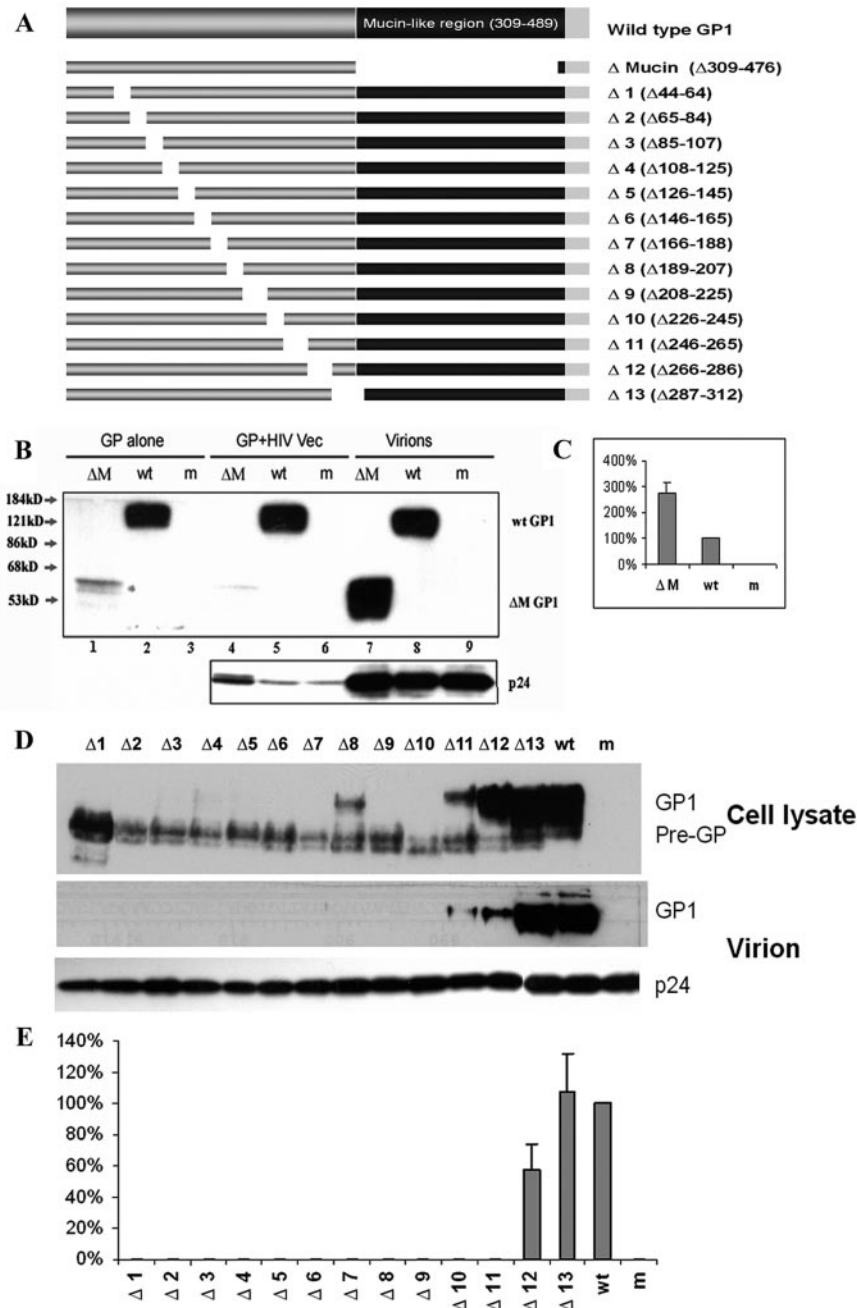 A
Mucin-like region (309-489)
Wild type GP1
Δ Mucin (Δ309-476)
Δ 1 (Δ44-64)
Δ 2 (Δ65-84)
Δ 3 (Δ85-107)
Δ 4 (Δ108-125)
Δ 5 (Δ126-145)
Δ 6 (Δ146-165)
Δ 7 (Δ166-188)
Δ 8 (Δ189-207)
Δ 9 (Δ208-225)
Δ 10 (Δ226-245)
Δ 11 (Δ246-265)
Δ 12 (Δ266-286)
Δ 13 (Δ287-312)
B
GP alone GP+HIV Vec Virions
ΔM wt m ΔM wt m ΔM wt m
184kD
121kD
86kD
68kD
53kD
wt GP1
ΔM GP1
1 2 3 4 5 6 7 8 9
p24
C
400%
300%
200%
100%
0%
Δ M wt m
D
Δ1 Δ2 Δ3 Δ4 Δ5 Δ6 Δ7 Δ8 Δ9 Δ10 Δ11 Δ12 Δ13 wt m
GP1
Pre-GP
Cell lysate
GP1
Virion
p24
E
140%
120%
100%
80%
60%
40%
20%
0%
Δ 1 Δ 2 Δ 3 Δ 4 Δ 5 Δ 6 Δ 7 Δ 8 Δ 9 Δ 10 Δ 11 Δ 12 Δ 13 wt m